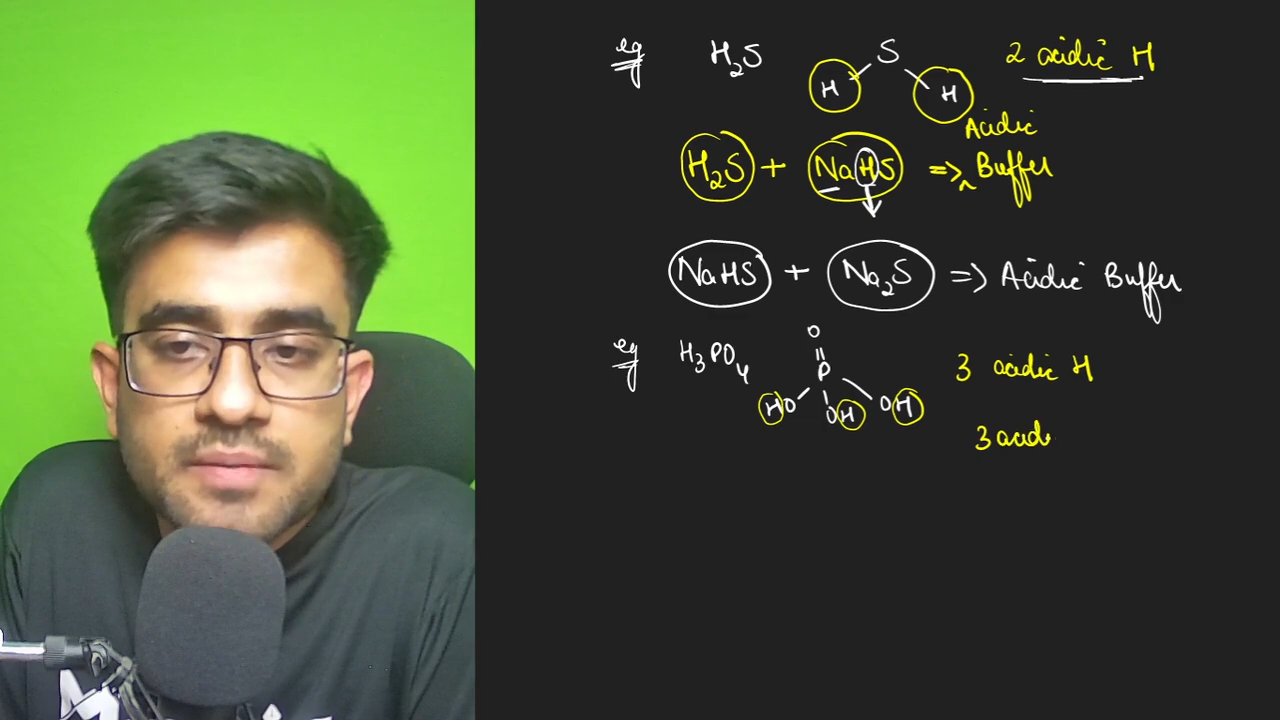 eg H₂S S 2 acidic H
H H
Acidic
H₂S + NaHS => Buffer
NaHS + Na₂S => Acidic Buffer
eg H₃PO₄ O
P 3 acidic H
HO OH OH
3 acidi
M